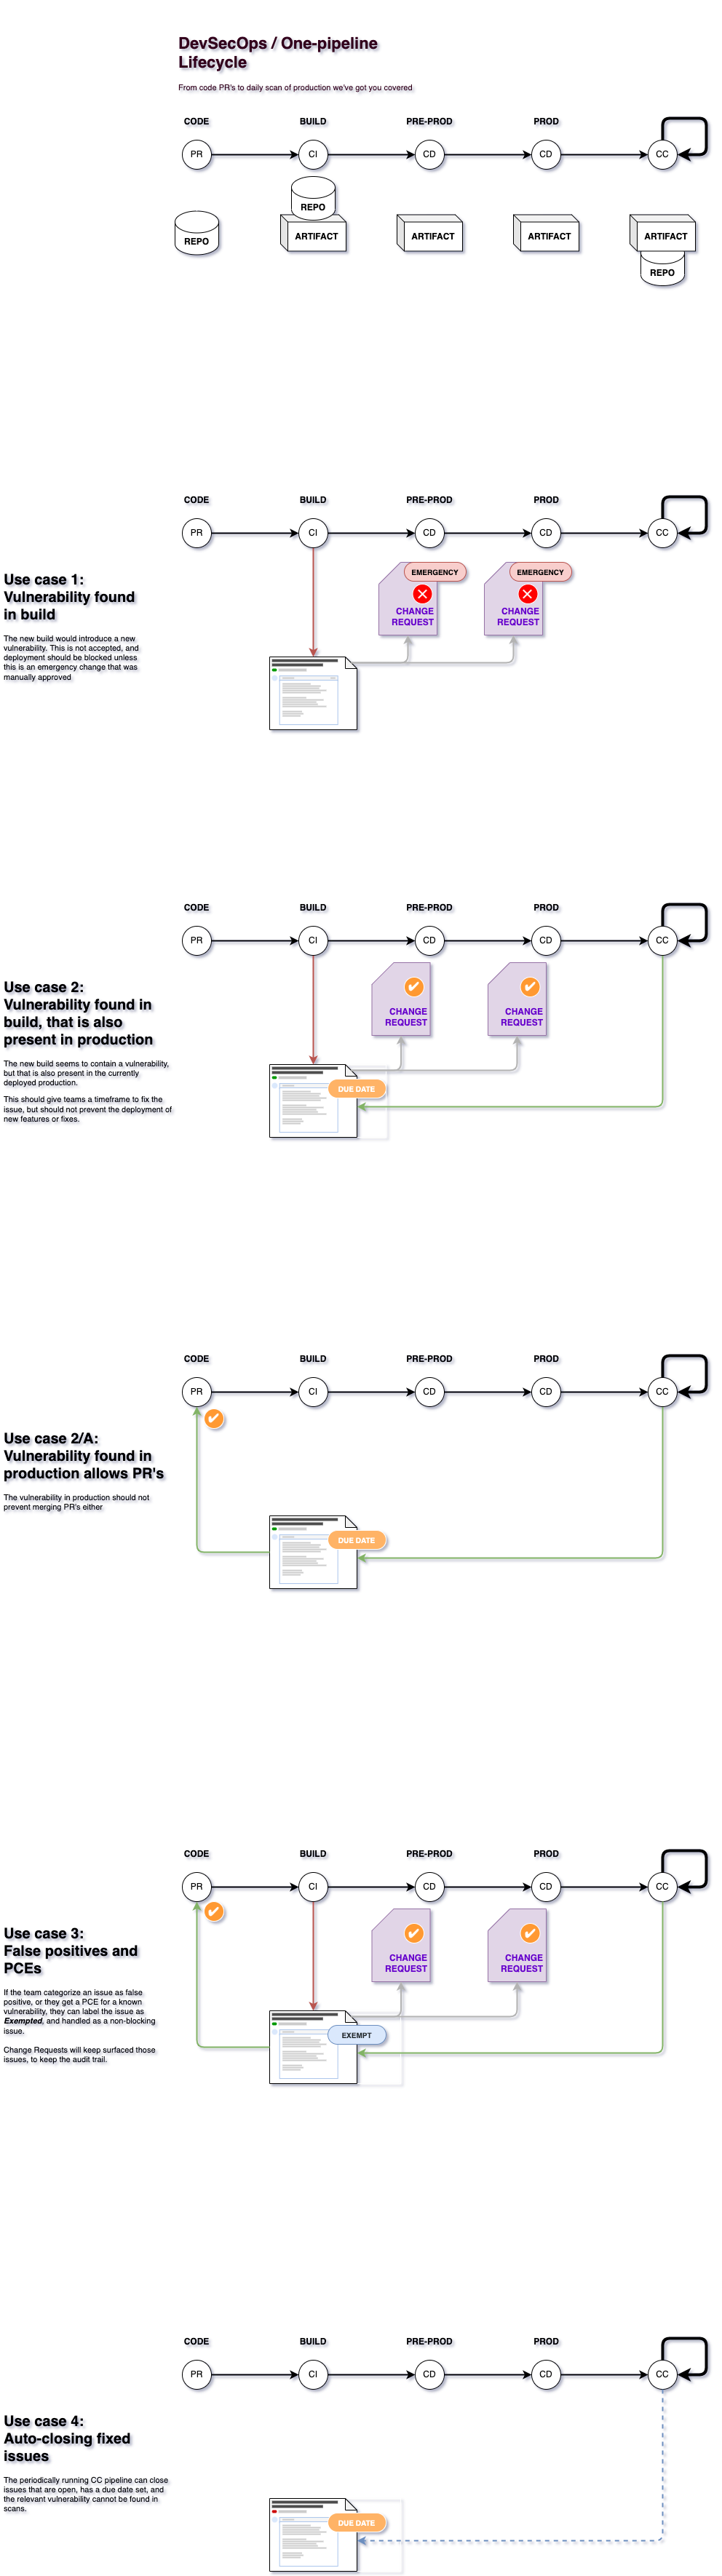 DevSecOps / One-pipeline
Lifecycle
From code PR's to daily scan of production we've got you covered
CODE
BUILD
PRE-PROD
PROD
PR
CI
CD
CD
CC
REPO
REPO
ARTIFACT
ARTIFACT
ARTIFACT
ARTIFACT
REPO
CODE
BUILD
PRE-PROD
PROD
PR
CI
CD
CD
CC
Use case 1:
Vulnerability found
in build
The new build would introduce a new
vulnerability. This is not accepted, and
deployment should be blocked unless
this is an emergency change that was
manually approved
EMERGENCY
CHANGE
REQUEST
EMERGENCY
CHANGE
REQUEST
CODE
BUILD
PRE-PROD
PROD
PR
CI
CD
CD
CC
Use case 2:
Vulnerability found in
build, that is also
present in production
The new build seems to contain a vulnerability,
but that is also present in the currently
deployed production.
This should give teams a timeframe to fix the
issue, but should not prevent the deployment of
new features or fixes.
CHANGE
REQUEST
CHANGE
REQUEST
DUE DATE
CODE
BUILD
PRE-PROD
PROD
PR
CI
CD
CD
CC
Use case 2/A:
Vulnerability found in
production allows PR's
The vulnerability in production should not
prevent merging PR's either
DUE DATE
CODE
BUILD
PRE-PROD
PROD
PR
CI
CD
CD
CC
Use case 3:
False positives and
PCEs
If the team categorize an issue as false
positive, or they get a PCE for a known
vulnerability, they can label the issue as
Exempted, and handled as a non-blocking
issue.
Change Requests will keep surfaced those
issues, to keep the audit trail.
CHANGE
REQUEST
CHANGE
REQUEST
EXEMPT
CODE
BUILD
PRE-PROD
PROD
PR
CI
CD
CD
CC
Use case 4:
Auto-closing fixed
issues
The periodically running CC pipeline can close
issues that are open, has a due date set, and
the relevant vulnerability cannot be found in
scans.
DUE DATE